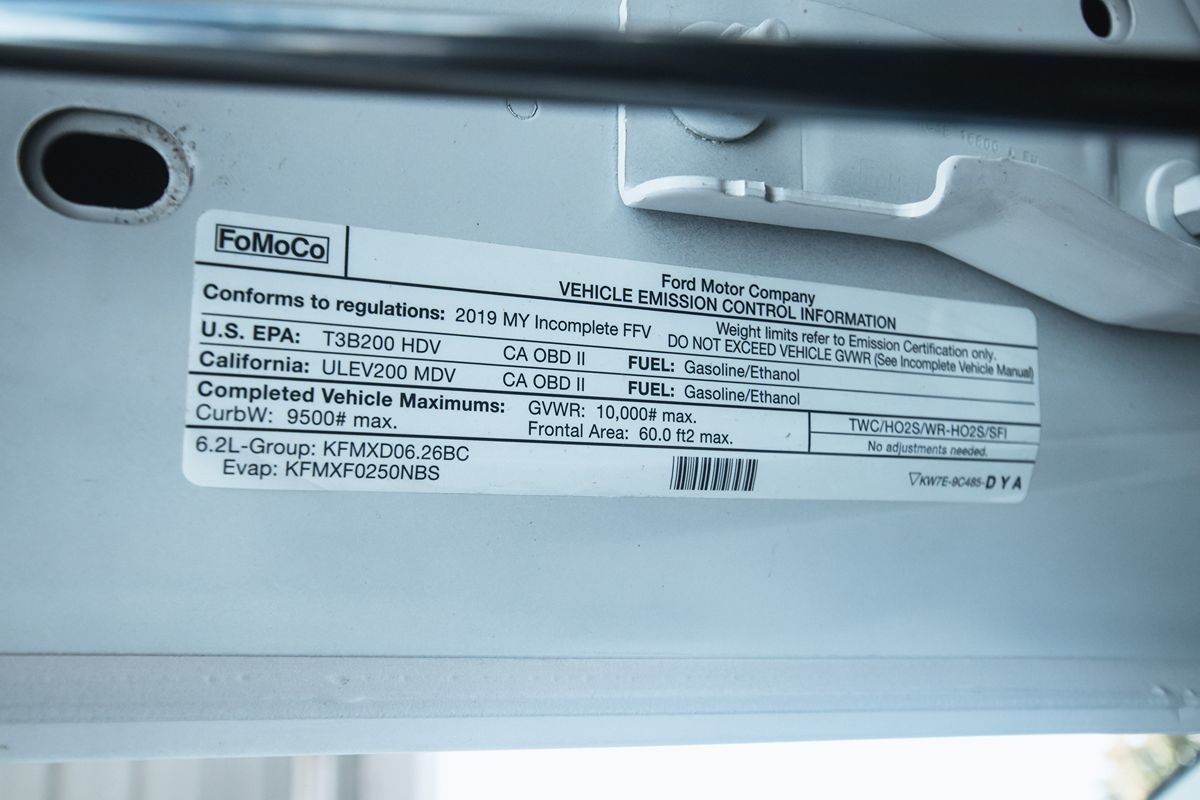 FoMoCo
Ford Motor Company
VEHICLE EMISSION CONTROL INFORMATION
Conforms to regulations: 2019 MY Incomplete FFV
Weight limits refer to Emission Certification only.
DO NOT EXCEED VEHICLE GVWR (See Incomplete Vehicle Manual)
U.S. EPA: T3B200 HDV CA OBD II FUEL: Gasoline/Ethanol
California: ULEV200 MDV CA OBD II FUEL: Gasoline/Ethanol
Completed Vehicle Maximums: GVWR: 10,000# max.
CurbW: 9500# max. Frontal Area: 60.0 ft2 max.
TWC/HO2S/WR-HO2S/SFI
No adjustments needed.
6.2L-Group: KFMXD06.26BC
Evap: KFMXF0250NBS
KW7E-9C485-DYA